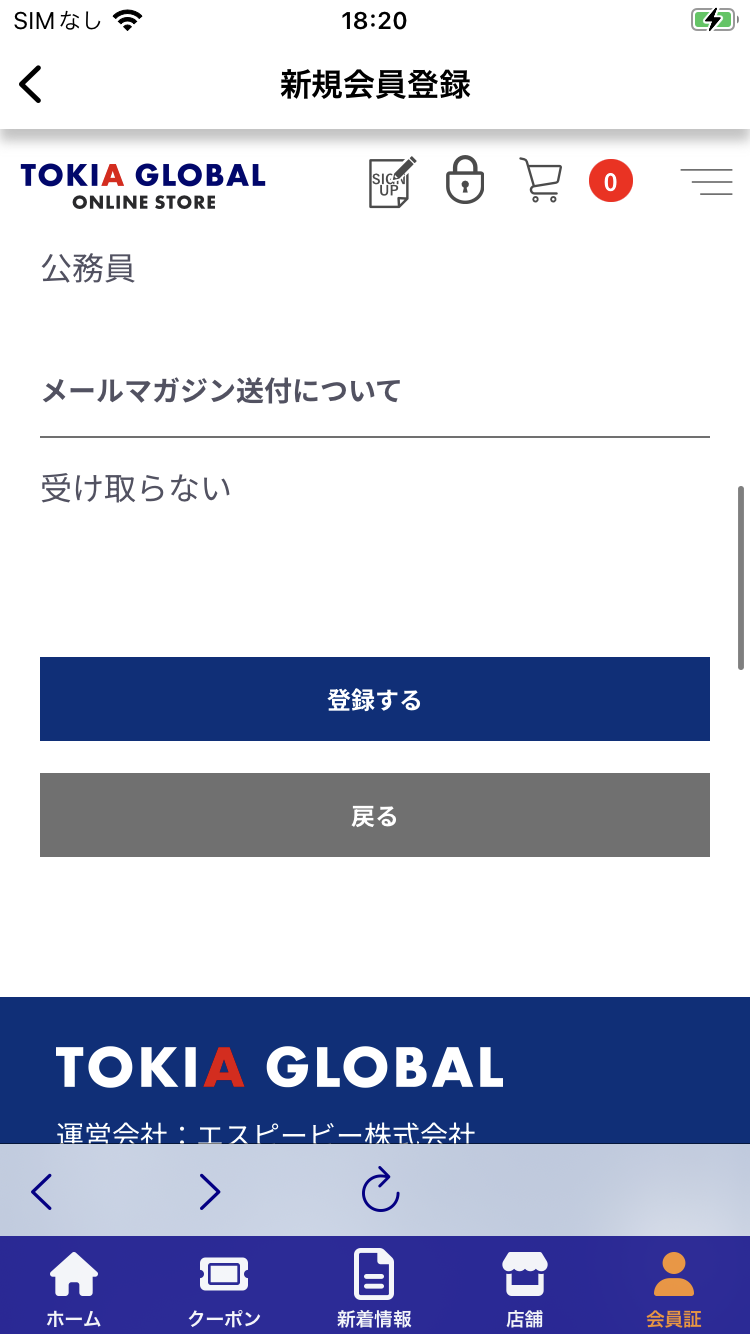 SIMなし 18:20
新規会員登録
TOKIA GLOBAL
ONLINE STORE
SIGN
UP
0
公務員
メールマガジン送付について
受け取らない
登録する
戻る
TOKIA GLOBAL
運営会社：エスピービー株式会社
ホーム クーポン 新着情報 店舗 会員証